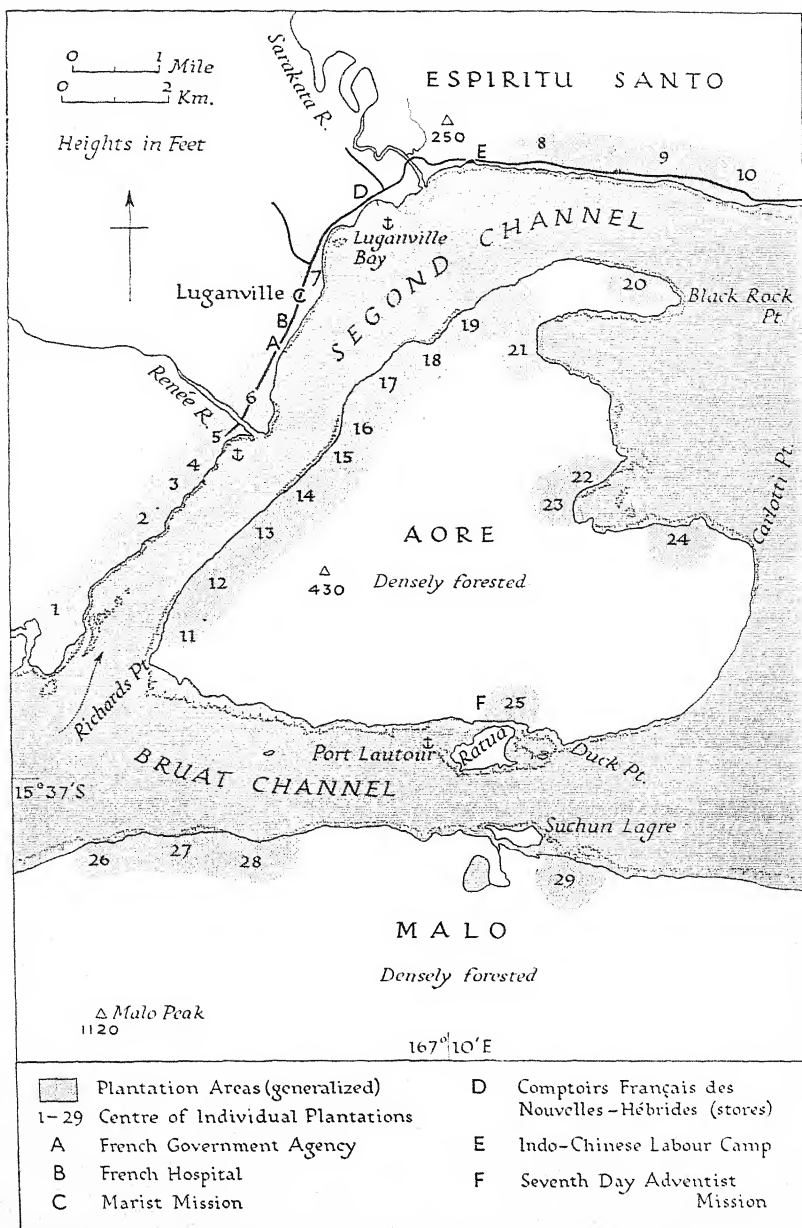 0 1 Mile
0 2 Km.
Heights in Feet
Sarakata R.
ESPIRITU SANTO
250
E
8
9
10
D
Luganville Bay
SEGOND CHANNEL
7
Luganville C
B
A
20
Black Rock Pt.
19
21
18
17
6
Renée R.
5
16
15
4
3
22
23
14
2
13
AORE
24
Carlotti Pt.
430
Densely forested
12
1
11
Richards Pt.
F 25
Port Lautour
Ratua
Duck Pt.
BRUAT CHANNEL
15°37'S
Suchun Lagre
26
27
28
29
MALO
Densely forested
Malo Peak
1120
167°10'E
Plantation Areas (generalized)
1-29 Centre of Individual Plantations
A French Government Agency
B French Hospital
C Marist Mission
D Comptoirs Français des
Nouvelles-Hébrides (stores)
E Indo-Chinese Labour Camp
F Seventh Day Adventist
Mission